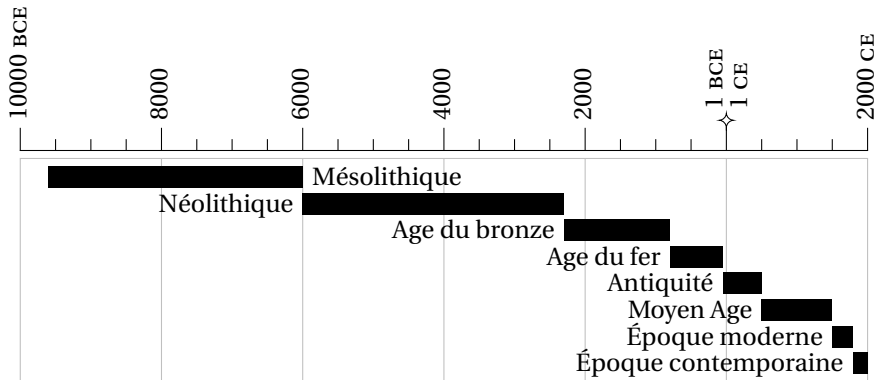 10000 BCE
8000
6000
4000
2000
1 BCE
1 CE
2000 CE
Mésolithique
Néolithique
Age du bronze
Age du fer
Antiquité
Moyen Age
Époque moderne
Époque contemporaine